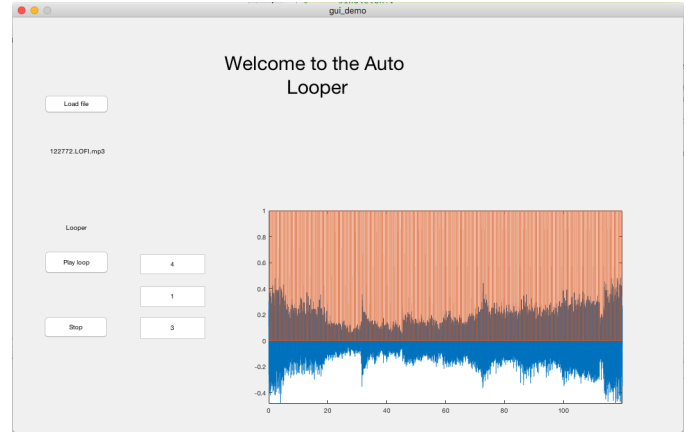 gui_demo
Welcome to the Auto
Looper
Load file
122772.LOFI.mp3
Looper
Play loop
4
1
Stop
3
1
0.8
0.6
0.4
0.2
0
-0.2
-0.4
0 20 40 60 80 100